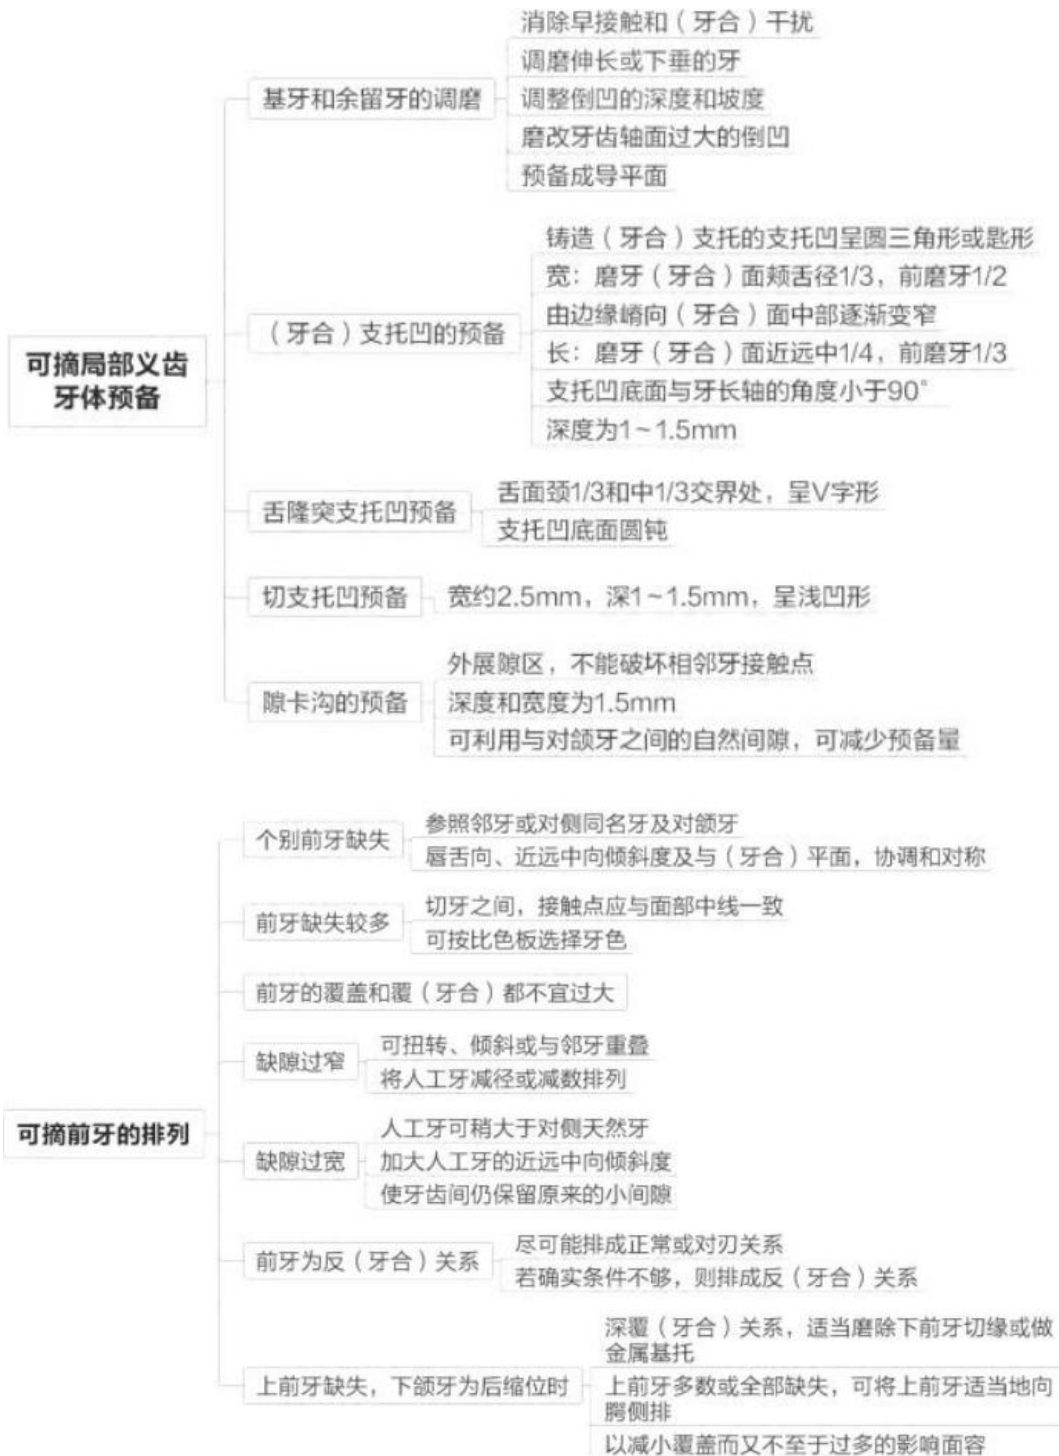 可摘局部义齿
牙体预备
基牙和余留牙的调磨
消除早接触和（牙合）干扰
调磨伸长或下垂的牙
调整倒凹的深度和坡度
磨改牙齿轴面过大的倒凹
预备成导平面
（牙合）支托凹的预备
铸造（牙合）支托的支托凹呈圆三角形或匙形
宽：磨牙（牙合）面颊舌径1/3，前磨牙1/2
由边缘嵴向（牙合）面中部逐渐变窄
长：磨牙（牙合）面近远中1/4，前磨牙1/3
支托凹底面与牙长轴的角度小于90°
深度为1~1.5mm
舌隆突支托凹预备
舌面颈1/3和中1/3交界处，呈V字形
支托凹底面圆钝
切支托凹预备
宽约2.5mm，深1~1.5mm，呈浅凹形
隙卡沟的预备
外展隙区，不能破坏相邻牙接触点
深度和宽度为1.5mm
可利用与对颌牙之间的自然间隙，可减少预备量
可摘前牙的排列
个别前牙缺失
参照邻牙或对侧同名牙及对颌牙
唇舌向、近远中向倾斜度及与（牙合）平面，协调和对称
前牙缺失较多
切牙之间，接触点应与面部中线一致
可按比色板选择牙色
前牙的覆盖和覆（牙合）都不宜过大
缺隙过窄
可扭转、倾斜或与邻牙重叠
将人工牙减径或减数排列
缺隙过宽
人工牙可稍大于对侧天然牙
加大人工牙的近远中向倾斜度
使牙齿间仍保留原来的小间隙
前牙为反（牙合）关系
尽可能排成正常或对刃关系
若确实条件不够，则排成反（牙合）关系
上前牙缺失，下颌牙为后缩位时
深覆（牙合）关系，适当磨除下前牙切缘或做
金属基托
上前牙多数或全部缺失，可将上前牙适当地向
腭侧排
以减小覆盖而又不至于过多的影响面容